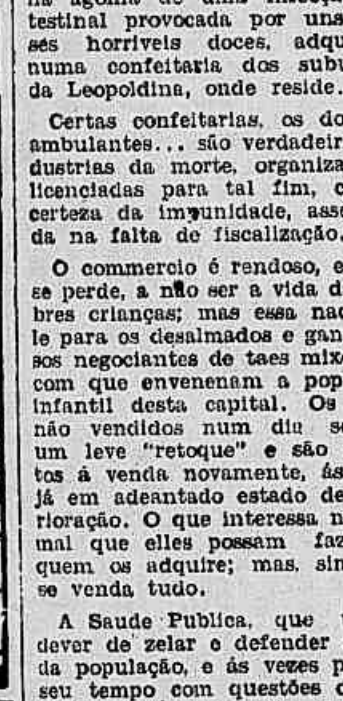 testinal provocada por uns
sés horriveis doces, adqu
numa confeitaria dos subu
da Leopoldina, onde reside.
Certas confeitarias, os do
ambulantes... são verdadeir
dustrias da morte, organiza
licenciadas para tal fim, c
certeza da impunidade, asse
da na falta de fiscalização.
O commercio é rendoso, e
se perde, a não ser a vida d
bres crianças; mas essa nad
le para os desalmados e gan
sos negociantes de taes mix
com que envenenam a pop
infantil desta capital. Os
não vendidos num dia s
um leve "retoque" e são
tos á venda novamente, ás
já em adeantado estado de
rioração. O que interessa n
mal que elles possam faz
quem os adquire; mas, sim
se venda tudo.
A Saude Publica, que
dever de zelar e defender
da população, e ás vezes p
seu tempo com questões d